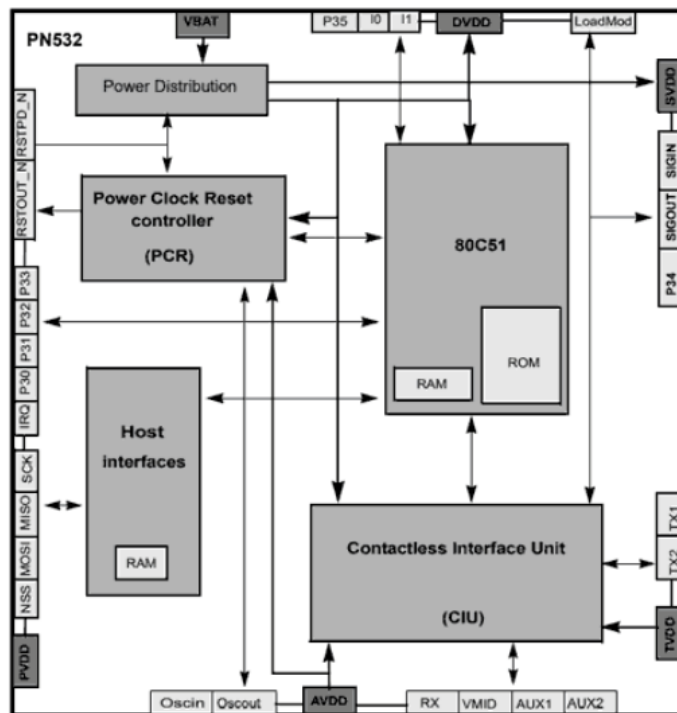 PN532
VBAT
P35
I0
I1
DVDD
LoadMod
Power Distribution
SVDD
RSTPD_N
RSTOUT_N
SIGIN
SIGOUT
P34
Power Clock Reset
controller
(PCR)
80C51
RAM
ROM
P33
P32
P31
P30
IRQ
Host
interfaces
RAM
SCK
MISO
MOSI
NSS
PVDD
Contactless Interface Unit
(CIU)
TX1
TX2
TVDD
Oscin
Oscout
AVDD
RX
VMID
AUX1
AUX2